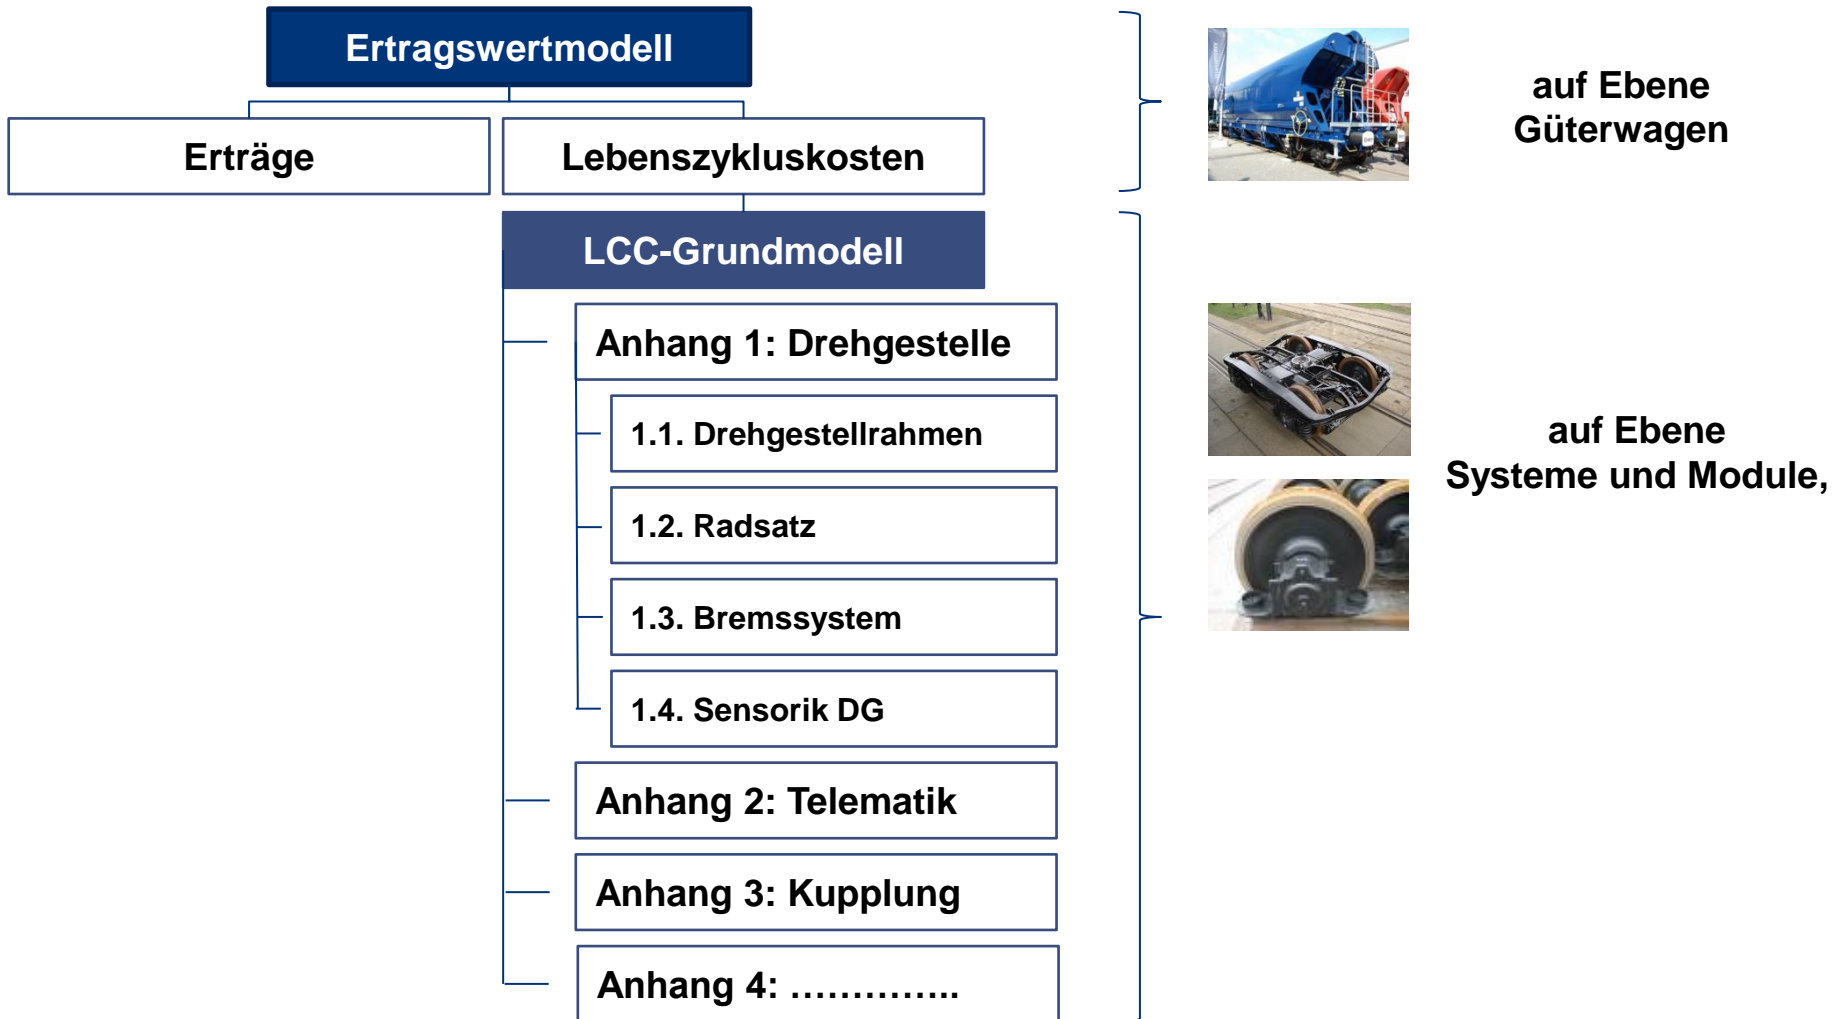 Ertragswertmodell
Erträge
Lebenszykluskosten
auf Ebene
Güterwagen
LCC-Grundmodell
Anhang 1: Drehgestelle
1.1. Drehgestellrahmen
1.2. Radsatz
1.3. Bremssystem
1.4. Sensorik DG
Anhang 2: Telematik
Anhang 3: Kupplung
Anhang 4: …………..
auf Ebene
Systeme und Module,